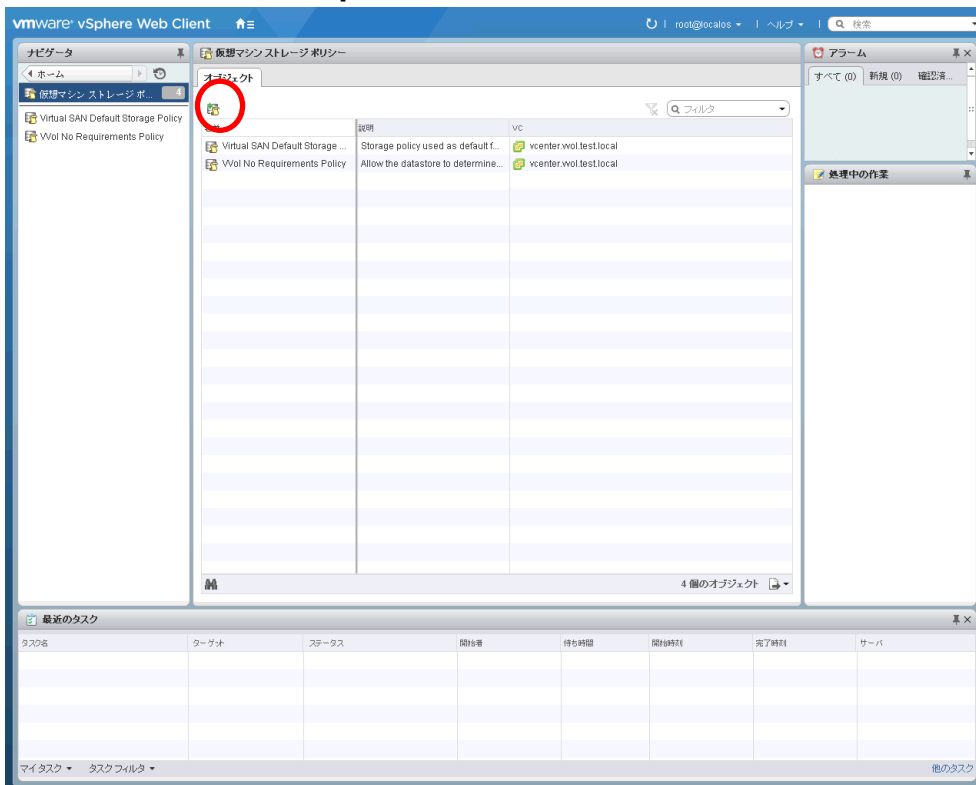 vmware® vSphere Web Client
root@localos
ヘルプ
検索
ナビゲータ
ホーム
仮想マシン ストレージ ポ... 4
Virtual SAN Default Storage Policy
VVol No Requirements Policy
仮想マシン ストレージ ポリシー
オブジェクト
フィルタ
説明 VC
Virtual SAN Default Storage ... Storage policy used as default f... vcenter.vvol.test.local
VVol No Requirements Policy Allow the datastore to determine... vcenter.vvol.test.local
4 個のオブジェクト
アラーム
すべて (0) 新規 (0) 確認済...
処理中の作業
最近のタスク
タスク名 ターゲット ステータス 開始者 待ち時間 開始時刻 完了時刻 サーバ
マイ タスク タスク フィルタ 他のタスク